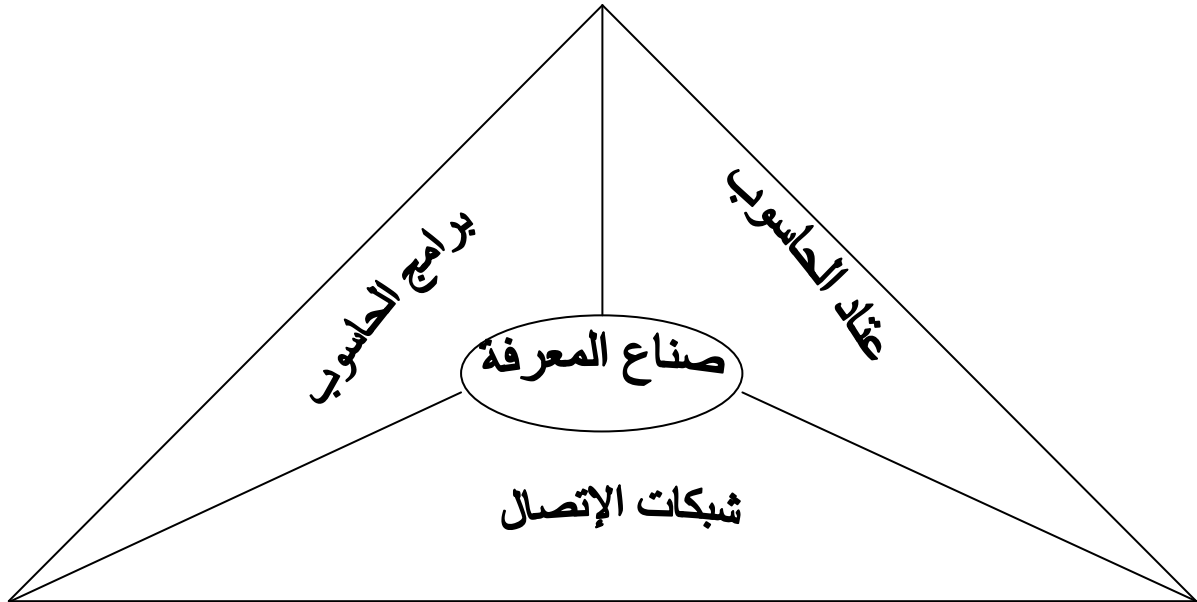 عتاد الحاسوب
برامج الحاسوب
صناع المعرفة
شبكات الإتصال